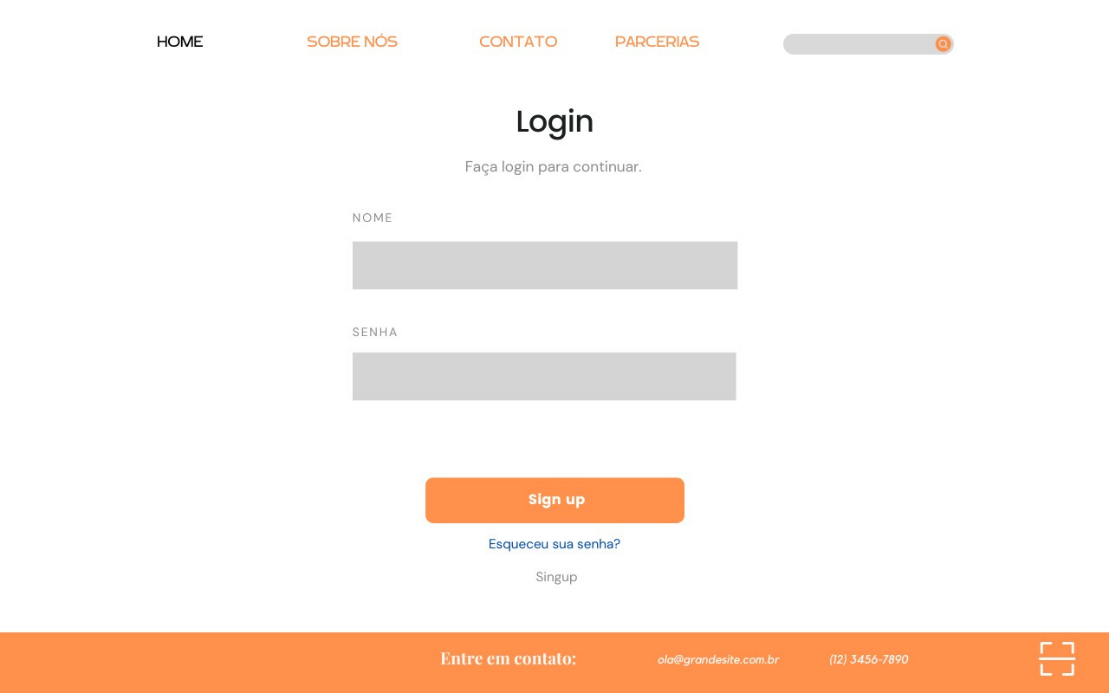 HOME SOBRE NÓS CONTATO PARCERIAS
Login
Faça login para continuar.
NOME
SENHA
Sign up
Esqueceu sua senha?
Singup
Entre em contato: ola@grandesite.com.br (12) 3456-7890